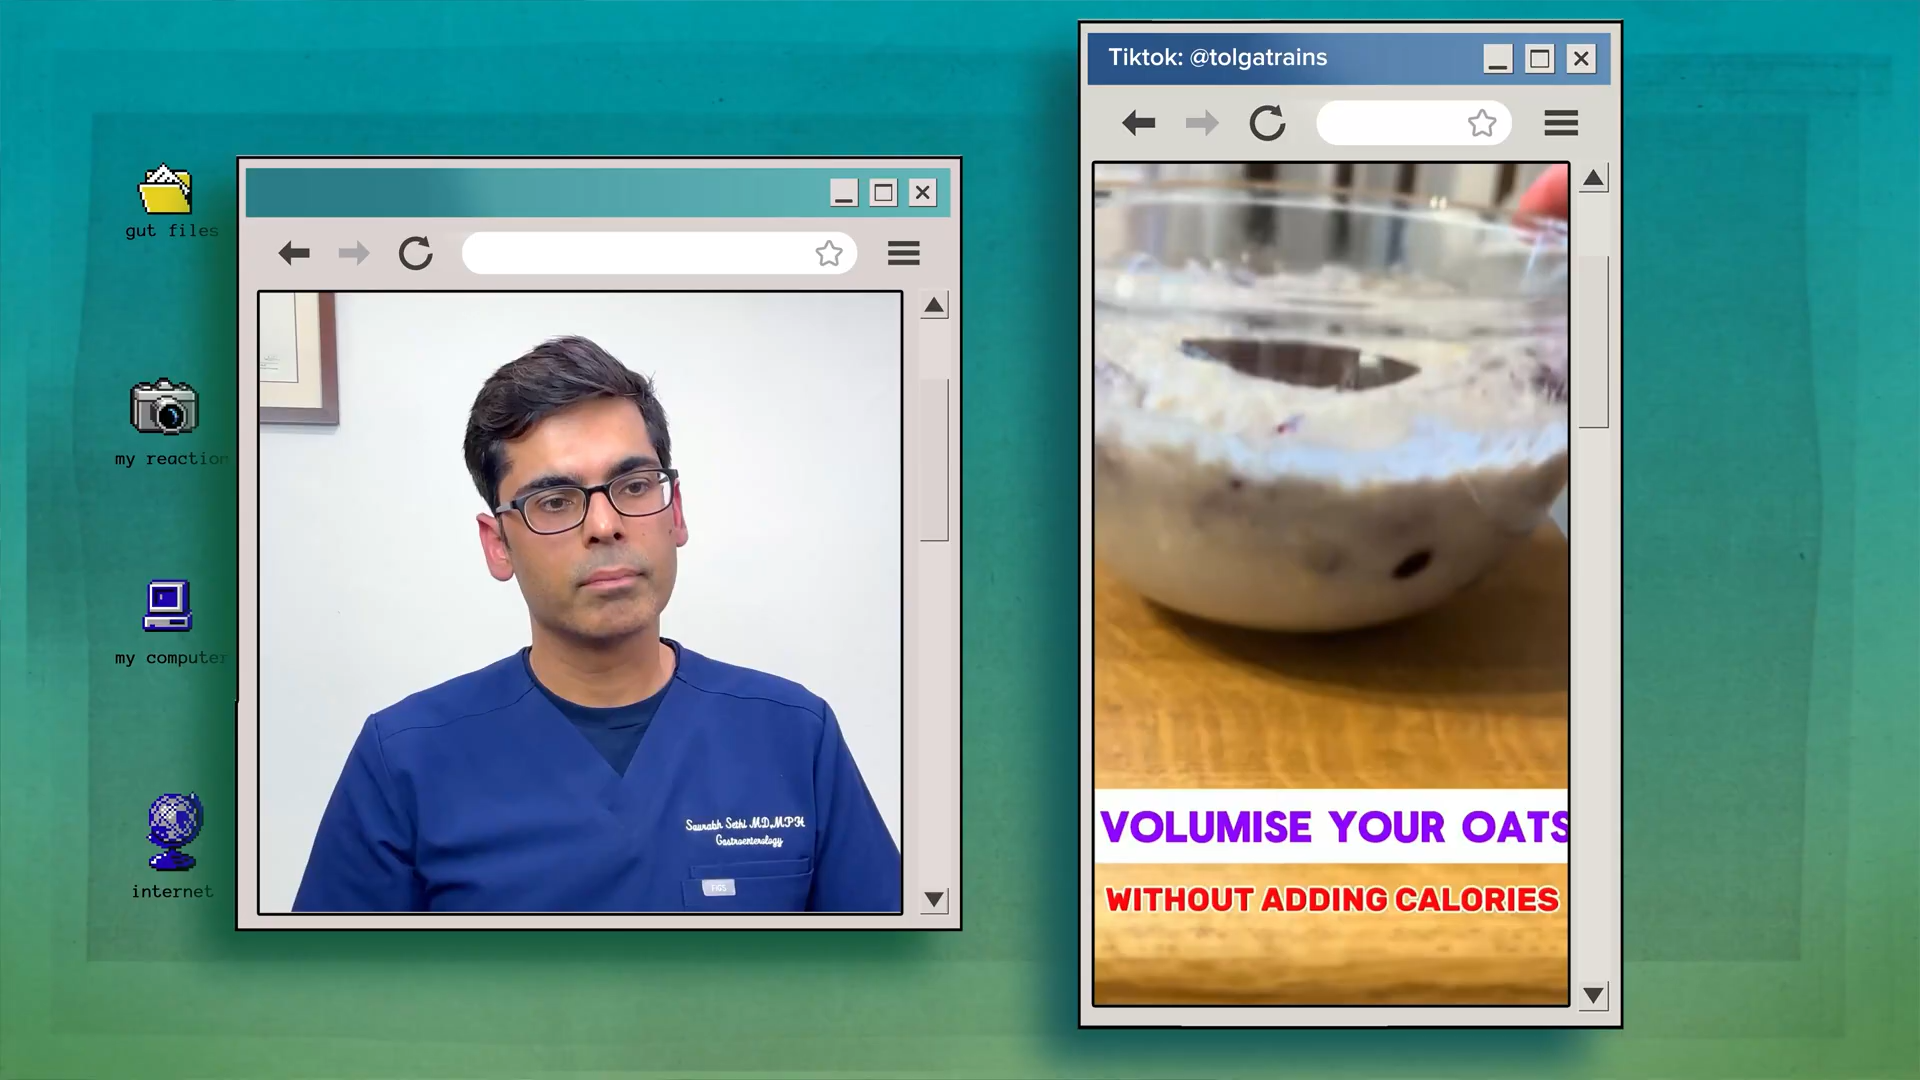 Tiktok: @tolgatrains
gut files
my reaction
my computer
internet
Saurabh Sethi MD, MPH
Gastroenterology
FIGS
VOLUMISE YOUR OATS
WITHOUT ADDING CALORIES